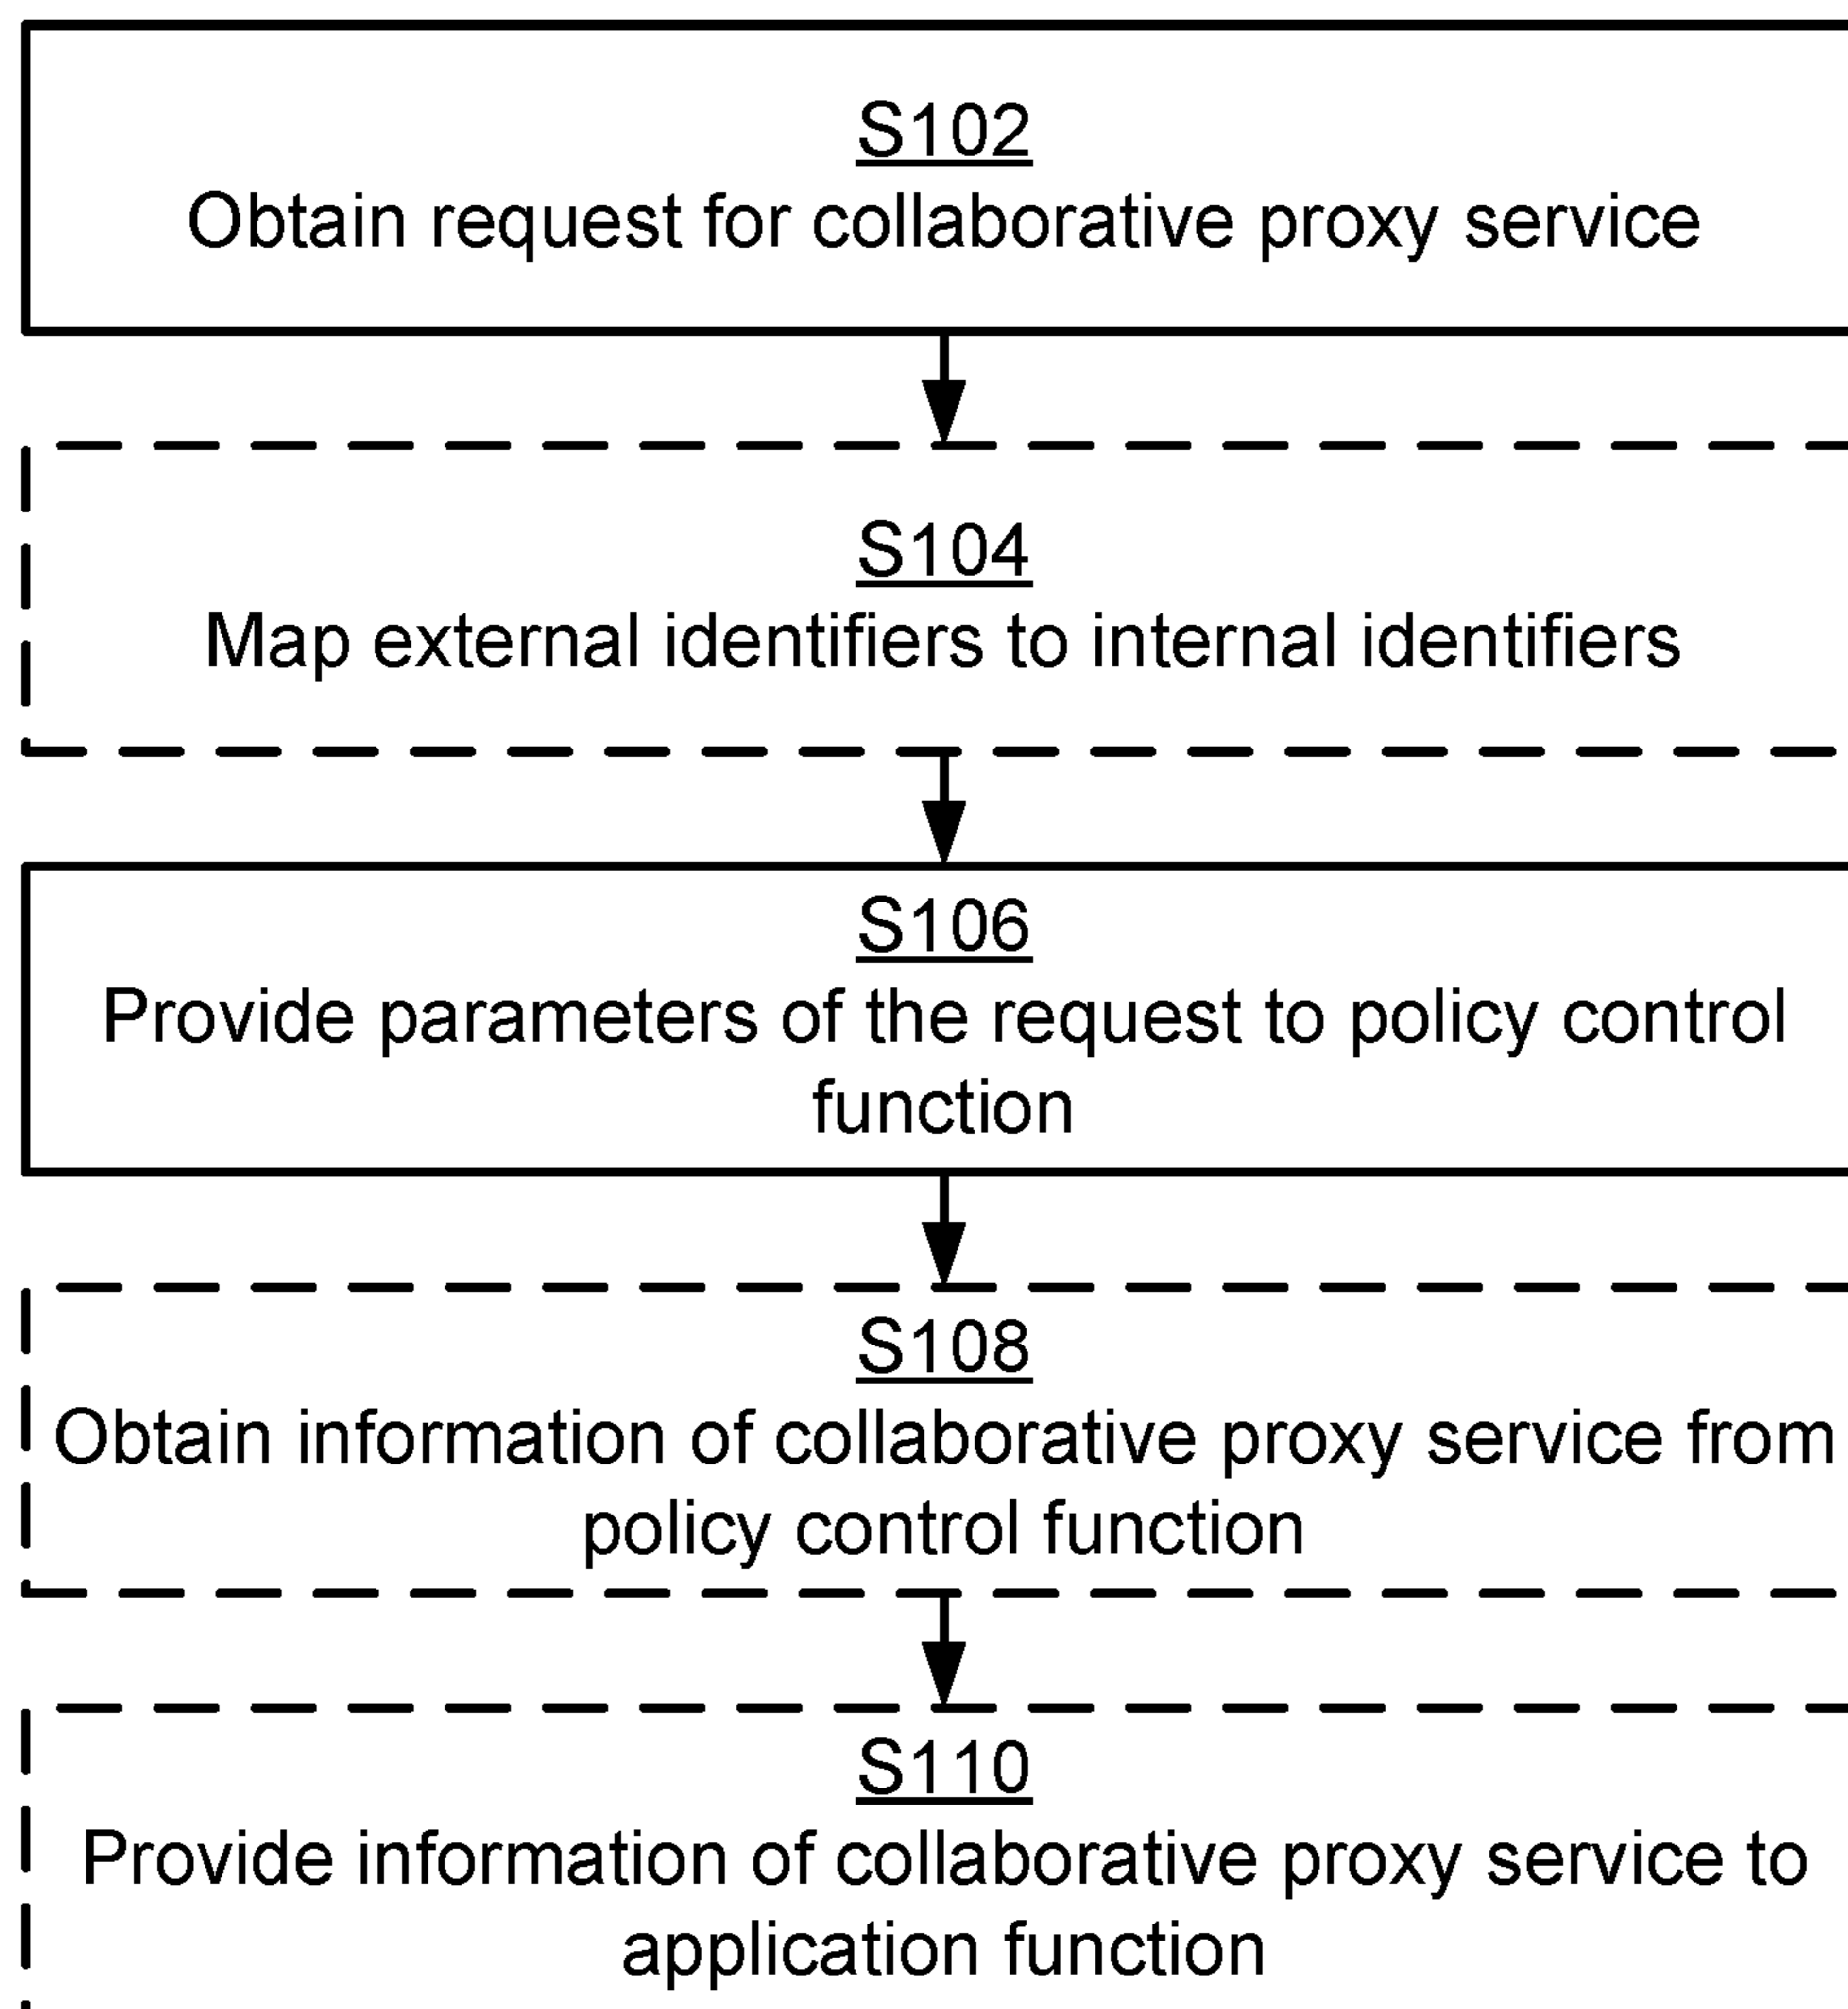 S102
Obtain request for collaborative proxy service
S104
Map external identifiers to internal identifiers
S106
Provide parameters of the request to policy control
function
S108
Obtain information of collaborative proxy service from
policy control function
S110
Provide information of collaborative proxy service to
application function